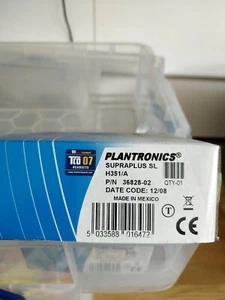 TCO 07
PLANTRONICS®
SUPRAPLUS SL
H351/A
P/N 36828-02
QTY-01
DATE CODE: 12/08
MADE IN MEXICO
T
CE
5 033588 016472